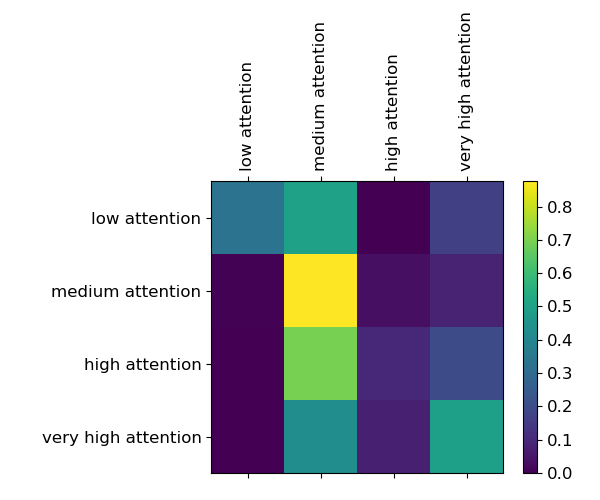 low attention
medium attention
high attention
very high attention
low attention
medium attention
high attention
very high attention
0.8
0.7
0.6
0.5
0.4
0.3
0.2
0.1
0.0